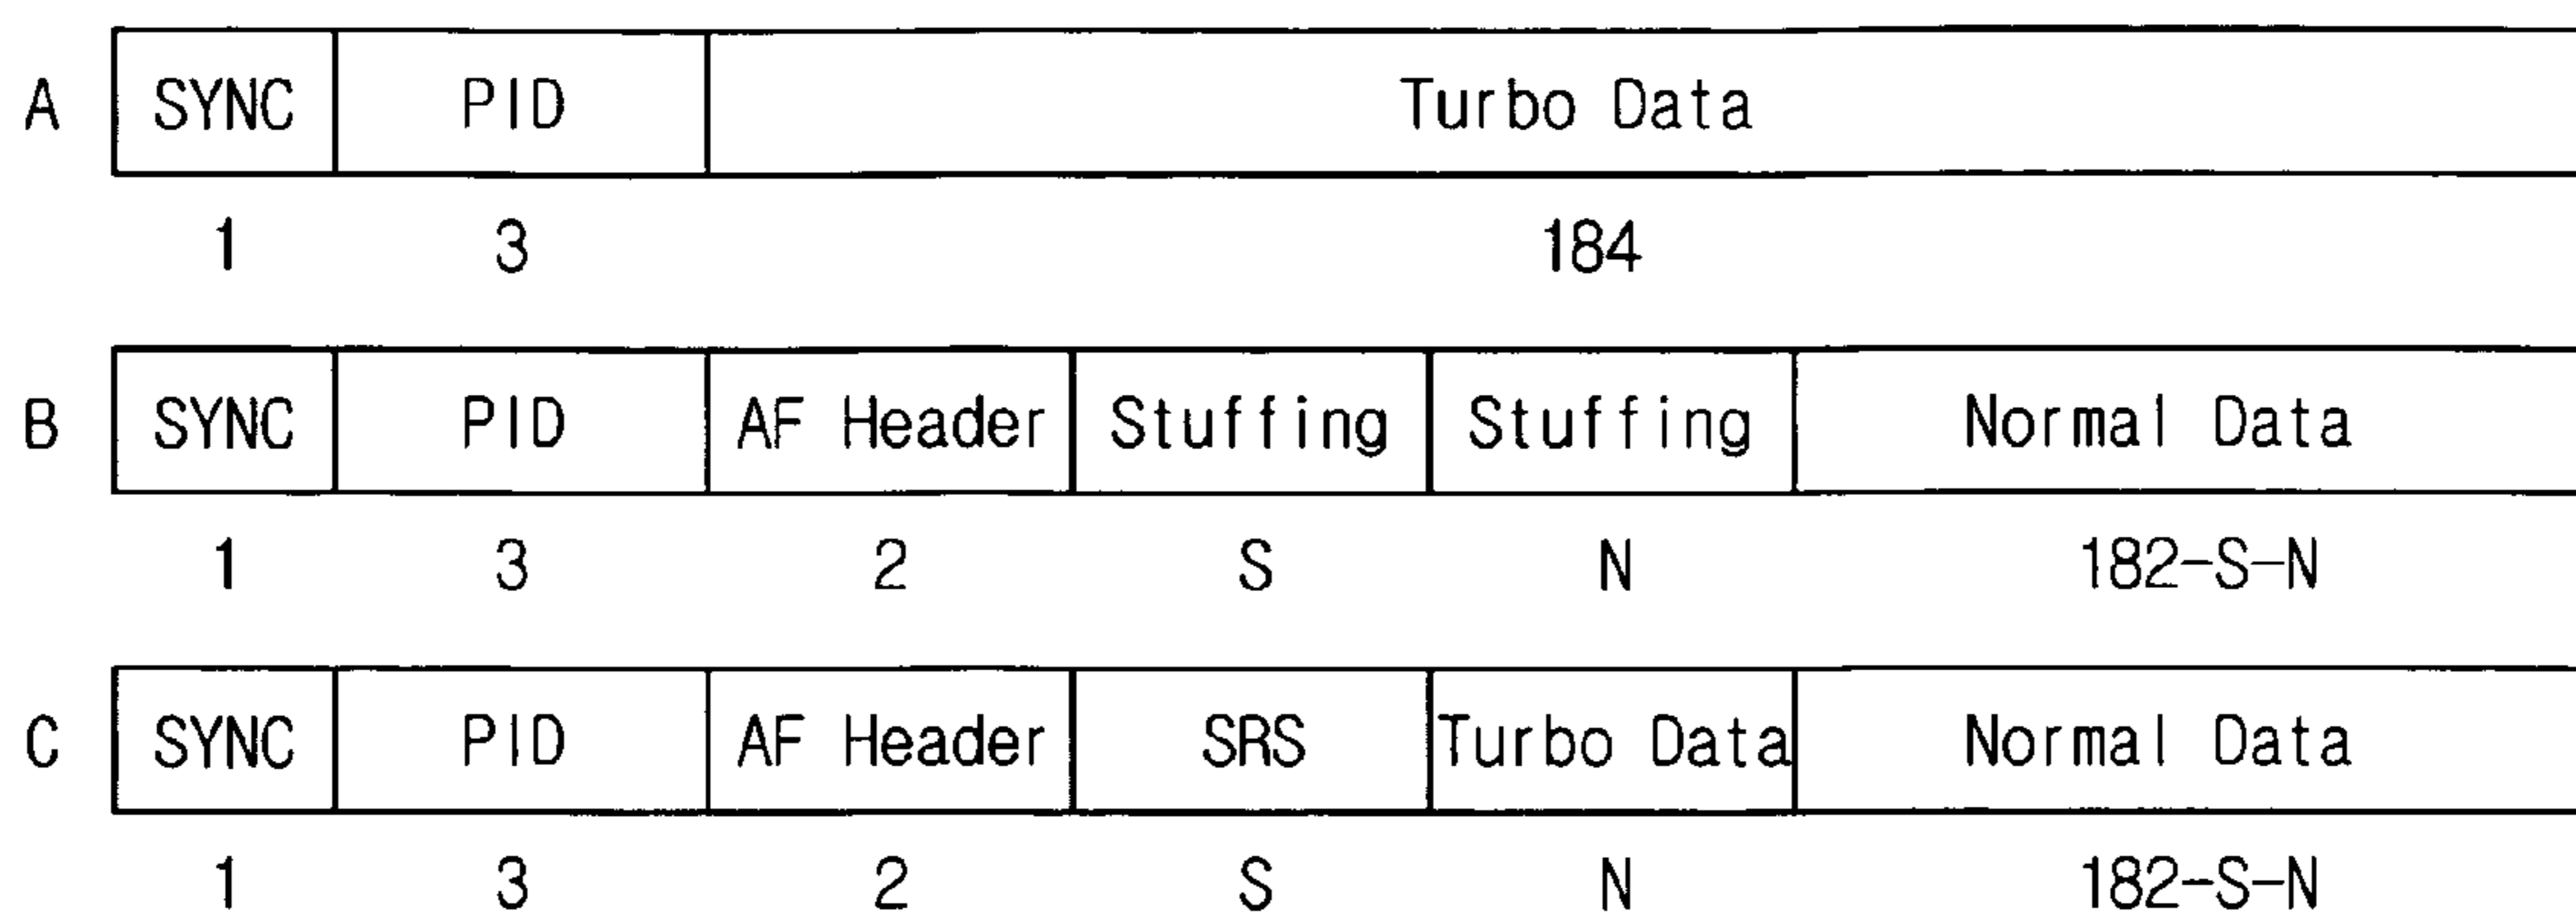 A SYNC PID Turbo Data
1 3 184
B SYNC PID AF Header Stuffing Stuffing Normal Data
1 3 2 S N 182-S-N
C SYNC PID AF Header SRS Turbo Data Normal Data
1 3 2 S N 182-S-N